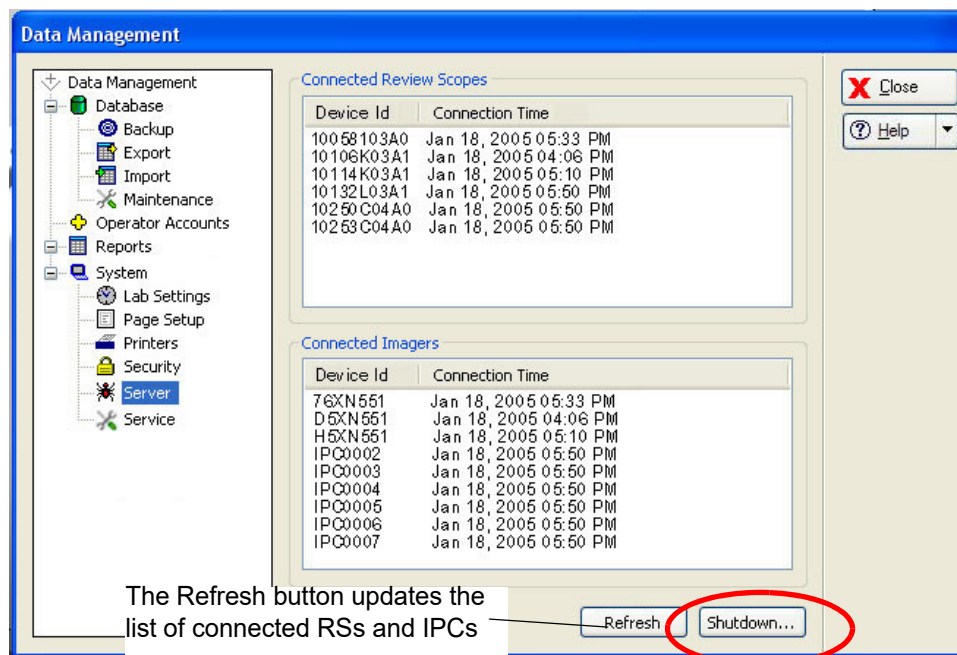 Data Management
Data Management
Database
Backup
Export
Import
Maintenance
Operator Accounts
Reports
System
Lab Settings
Page Setup
Printers
Security
Server
Service
Connected Review Scopes
Device Id Connection Time
10058103A0 Jan 18, 2005 05:33 PM
10106K03A1 Jan 18, 2005 04:06 PM
10114K03A1 Jan 18, 2005 05:10 PM
10132L03A1 Jan 18, 2005 05:50 PM
10250C04A0 Jan 18, 2005 05:50 PM
10253C04A0 Jan 18, 2005 05:50 PM
Connected Imagers
Device Id Connection Time
76XN551 Jan 18, 2005 05:33 PM
D5XN551 Jan 18, 2005 04:06 PM
H5XN551 Jan 18, 2005 05:10 PM
IPC0002 Jan 18, 2005 05:50 PM
IPC0003 Jan 18, 2005 05:50 PM
IPC0004 Jan 18, 2005 05:50 PM
IPC0005 Jan 18, 2005 05:50 PM
IPC0006 Jan 18, 2005 05:50 PM
IPC0007 Jan 18, 2005 05:50 PM
The Refresh button updates the
list of connected RSs and IPCs
Refresh
Shutdown...
Close
Help